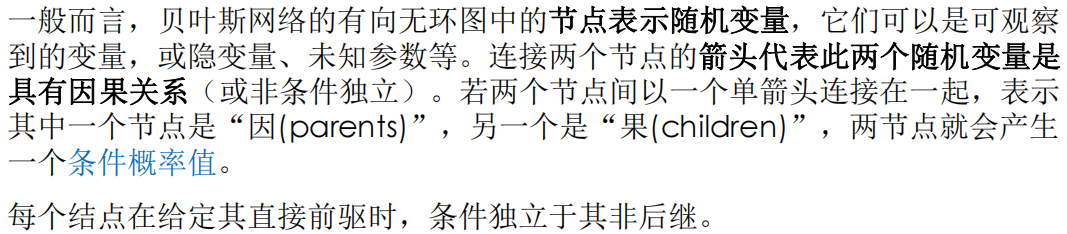 一般而言，贝叶斯网络的有向无环图中的节点表示随机变量，它们可以是可观察
到的变量，或隐变量、未知参数等。连接两个节点的箭头代表此两个随机变量是
具有因果关系（或非条件独立）。若两个节点间以一个单箭头连接在一起，表示
其中一个节点是“因(parents)”，另一个是“果(children)”，两节点就会产生
一个条件概率值。
每个结点在给定其直接前驱时，条件独立于其非后继。